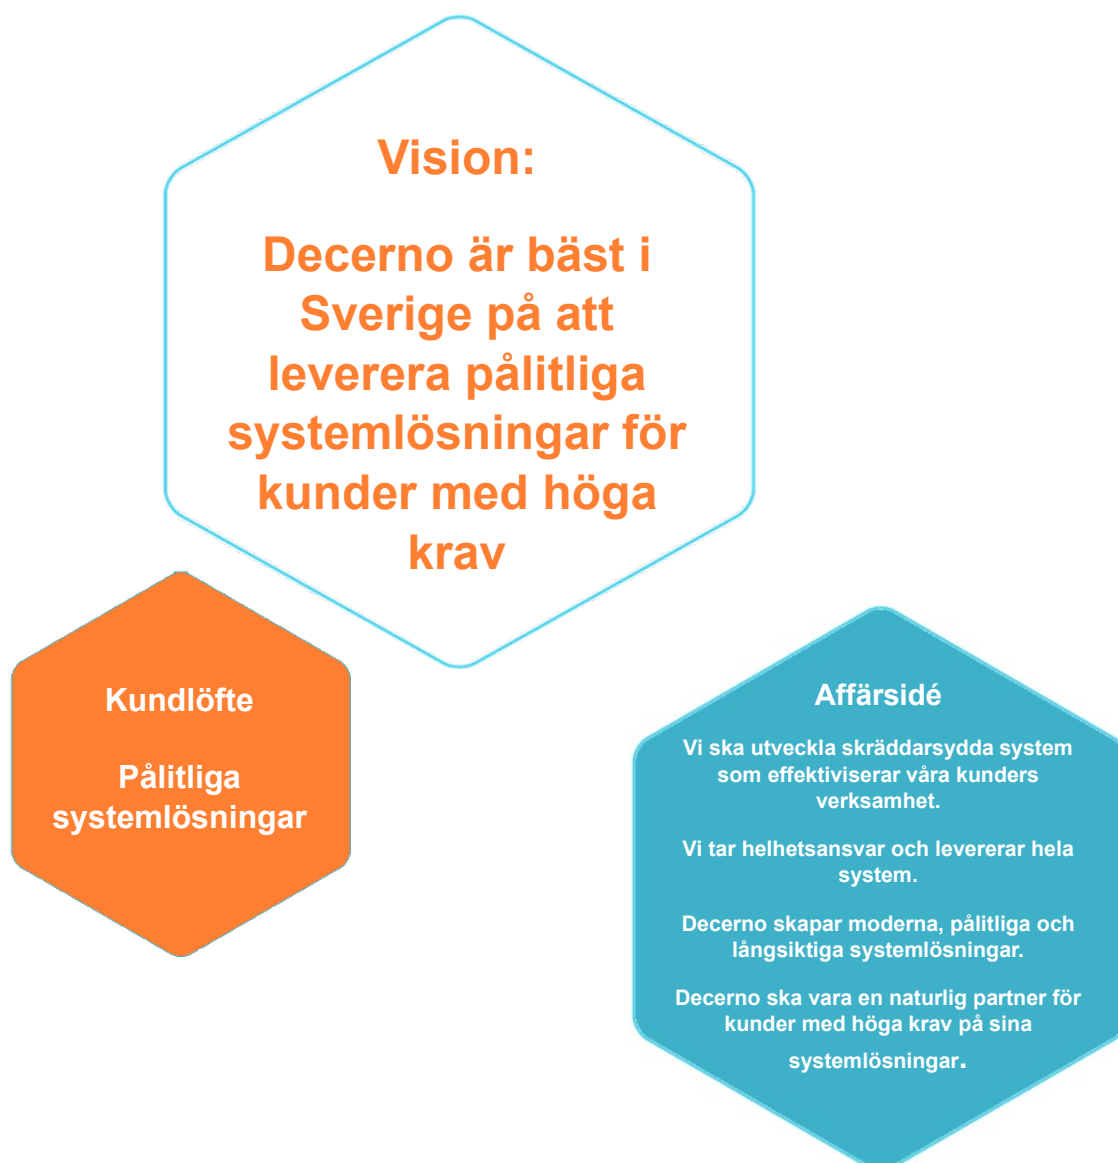 Vision:
Decerno är bäst i
Sverige på att
leverera pålitliga
systemlösningar för
kunder med höga
krav
Kundlöfte
Pålitliga
systemlösningar
Affärsidé
Vi ska utveckla skräddarsydda system
som effektiviserar våra kunders
verksamhet.
Vi tar helhetsansvar och levererar hela
system.
Decerno skapar moderna, pålitliga och
långsiktiga systemlösningar.
Decerno ska vara en naturlig partner för
kunder med höga krav på sina
systemlösningar.